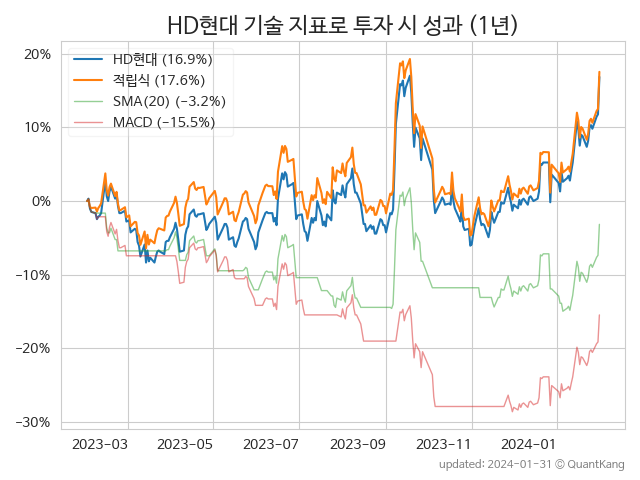 HD현대 기술 지표로 투자 시 성과 (1년)
HD현대 (16.9%)
적립식 (17.6%)
SMA(20) (−3.2%)
MACD (−15.5%)
20%
10%
0%
−10%
−20%
−30%
2023-03 2023-05 2023-07 2023-09 2023-11 2024-01
updated: 2024-01-31 © QuantKang